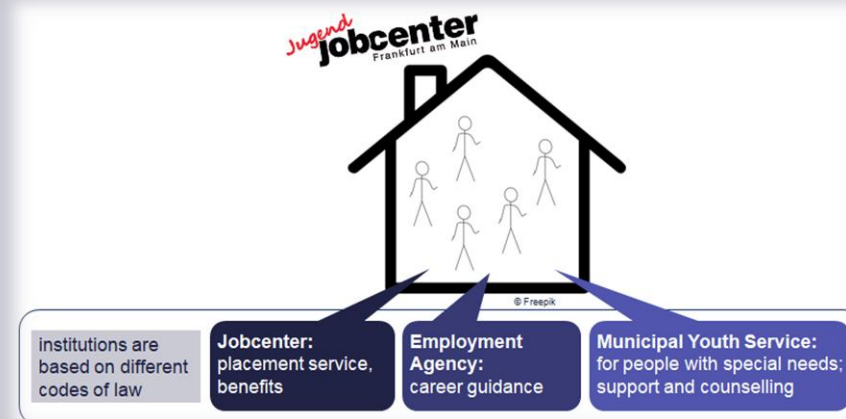 Jugend
jobcenter
Frankfurt am Main
© Freepik
institutions are
based on different
codes of law
Jobcenter:
placement service,
benefits
Employment
Agency:
career guidance
Municipal Youth Service:
for people with special needs;
support and counselling